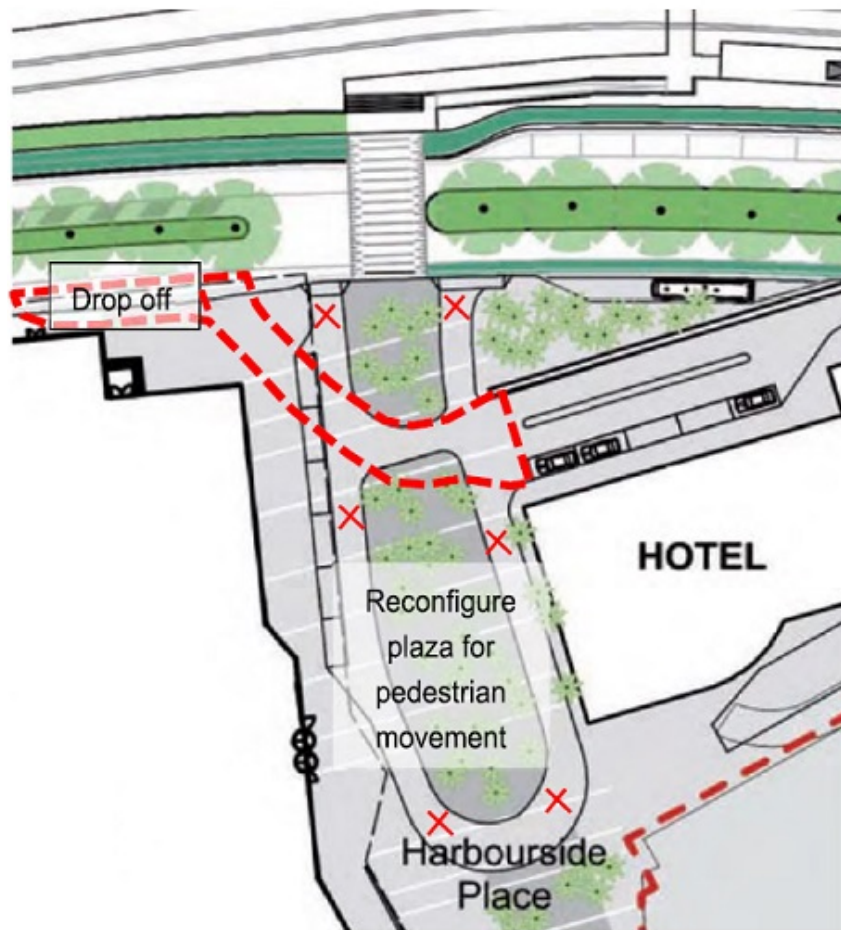 Drop off
HOTEL
Reconfigure
plaza for
pedestrian
movement
Harbourside
Place